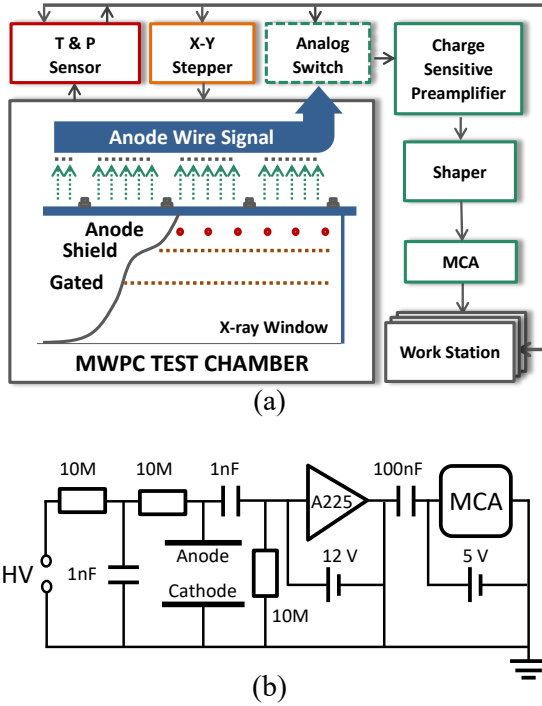 T & P
Sensor
X-Y
Stepper
Analog
Switch
Charge
Sensitive
Preamplifier
Anode Wire Signal
Shaper
Anode
Shield
Gated
MCA
X-ray Window
MWPC TEST CHAMBER
Work Station
(a)
10M
10M
1nF
100nF
A225
MCA
HV
1nF
Anode
12 V
5 V
Cathode
10M
(b)